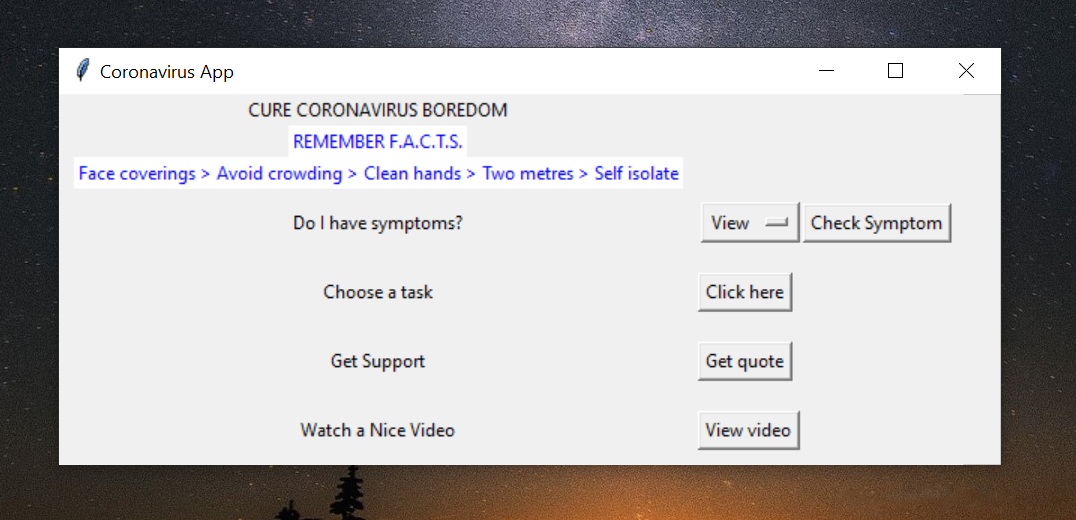 Coronavirus App
CURE CORONAVIRUS BOREDOM
REMEMBER F.A.C.T.S.
Face coverings > Avoid crowding > Clean hands > Two metres > Self isolate
Do I have symptoms? View Check Symptom
Choose a task Click here
Get Support Get quote
Watch a Nice Video View video